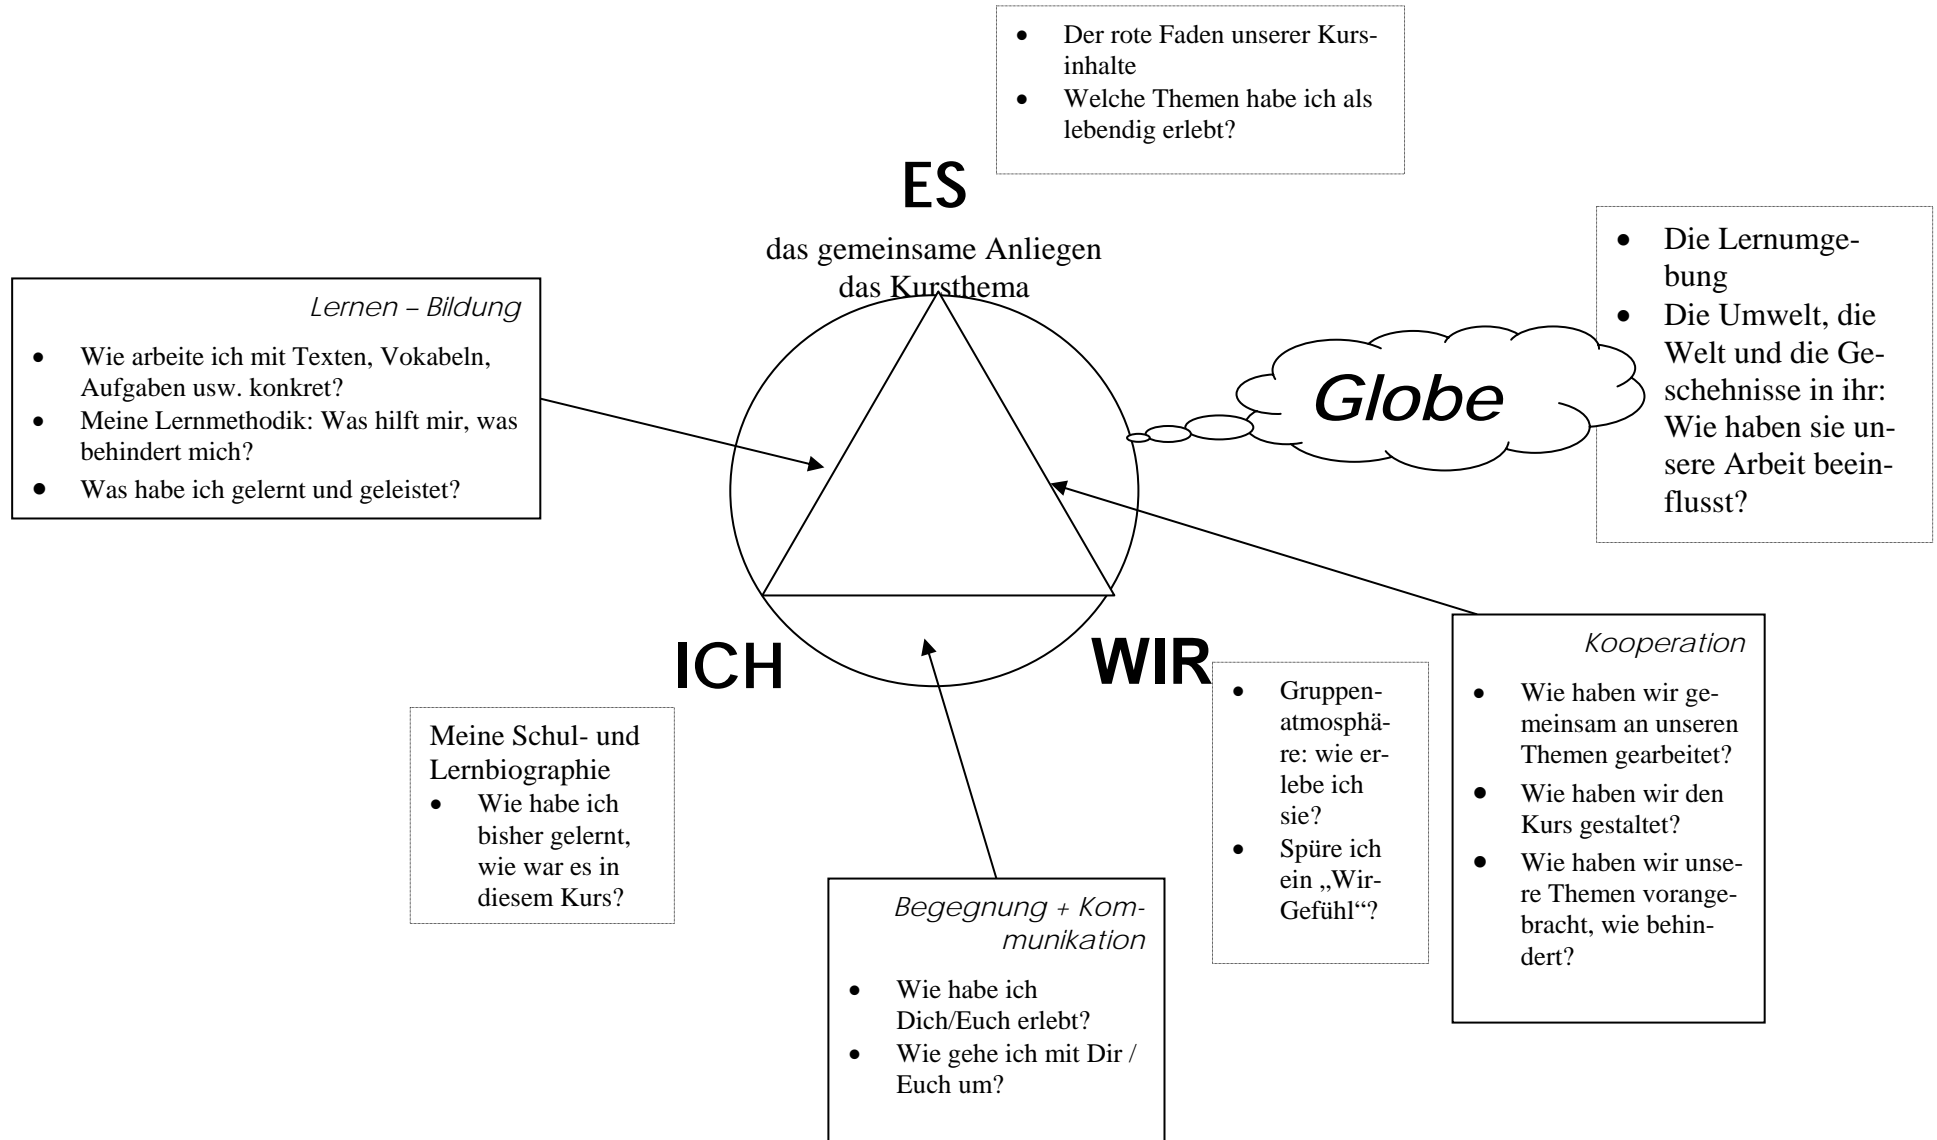 • Der rote Faden unserer Kurs-
inhalte
• Welche Themen habe ich als
lebendig erlebt?
ES
das gemeinsame Anliegen
das Kursthema
Lernen – Bildung
• Wie arbeite ich mit Texten, Vokabeln,
Aufgaben usw. konkret?
• Meine Lernmethodik: Was hilft mir, was
behindert mich?
• Was habe ich gelernt und geleistet?
Globe
• Die Lernumge-
bung
• Die Umwelt, die
Welt und die Ge-
schehnisse in ihr:
Wie haben sie un-
sere Arbeit beein-
flusst?
ICH
WIR
Meine Schul- und
Lernbiographie
• Wie habe ich
bisher gelernt,
wie war es in
diesem Kurs?
Begegnung + Kom-
munikation
• Wie habe ich
Dich/Euch erlebt?
• Wie gehe ich mit Dir /
Euch um?
• Gruppen-
atmosphä-
re: wie er-
lebe ich
sie?
• Spüre ich
ein „Wir-
Gefühl“?
Kooperation
• Wie haben wir ge-
meinsam an unseren
Themen gearbeitet?
• Wie haben wir den
Kurs gestaltet?
• Wie haben wir unse-
re Themen vorange-
bracht, wie behin-
dert?